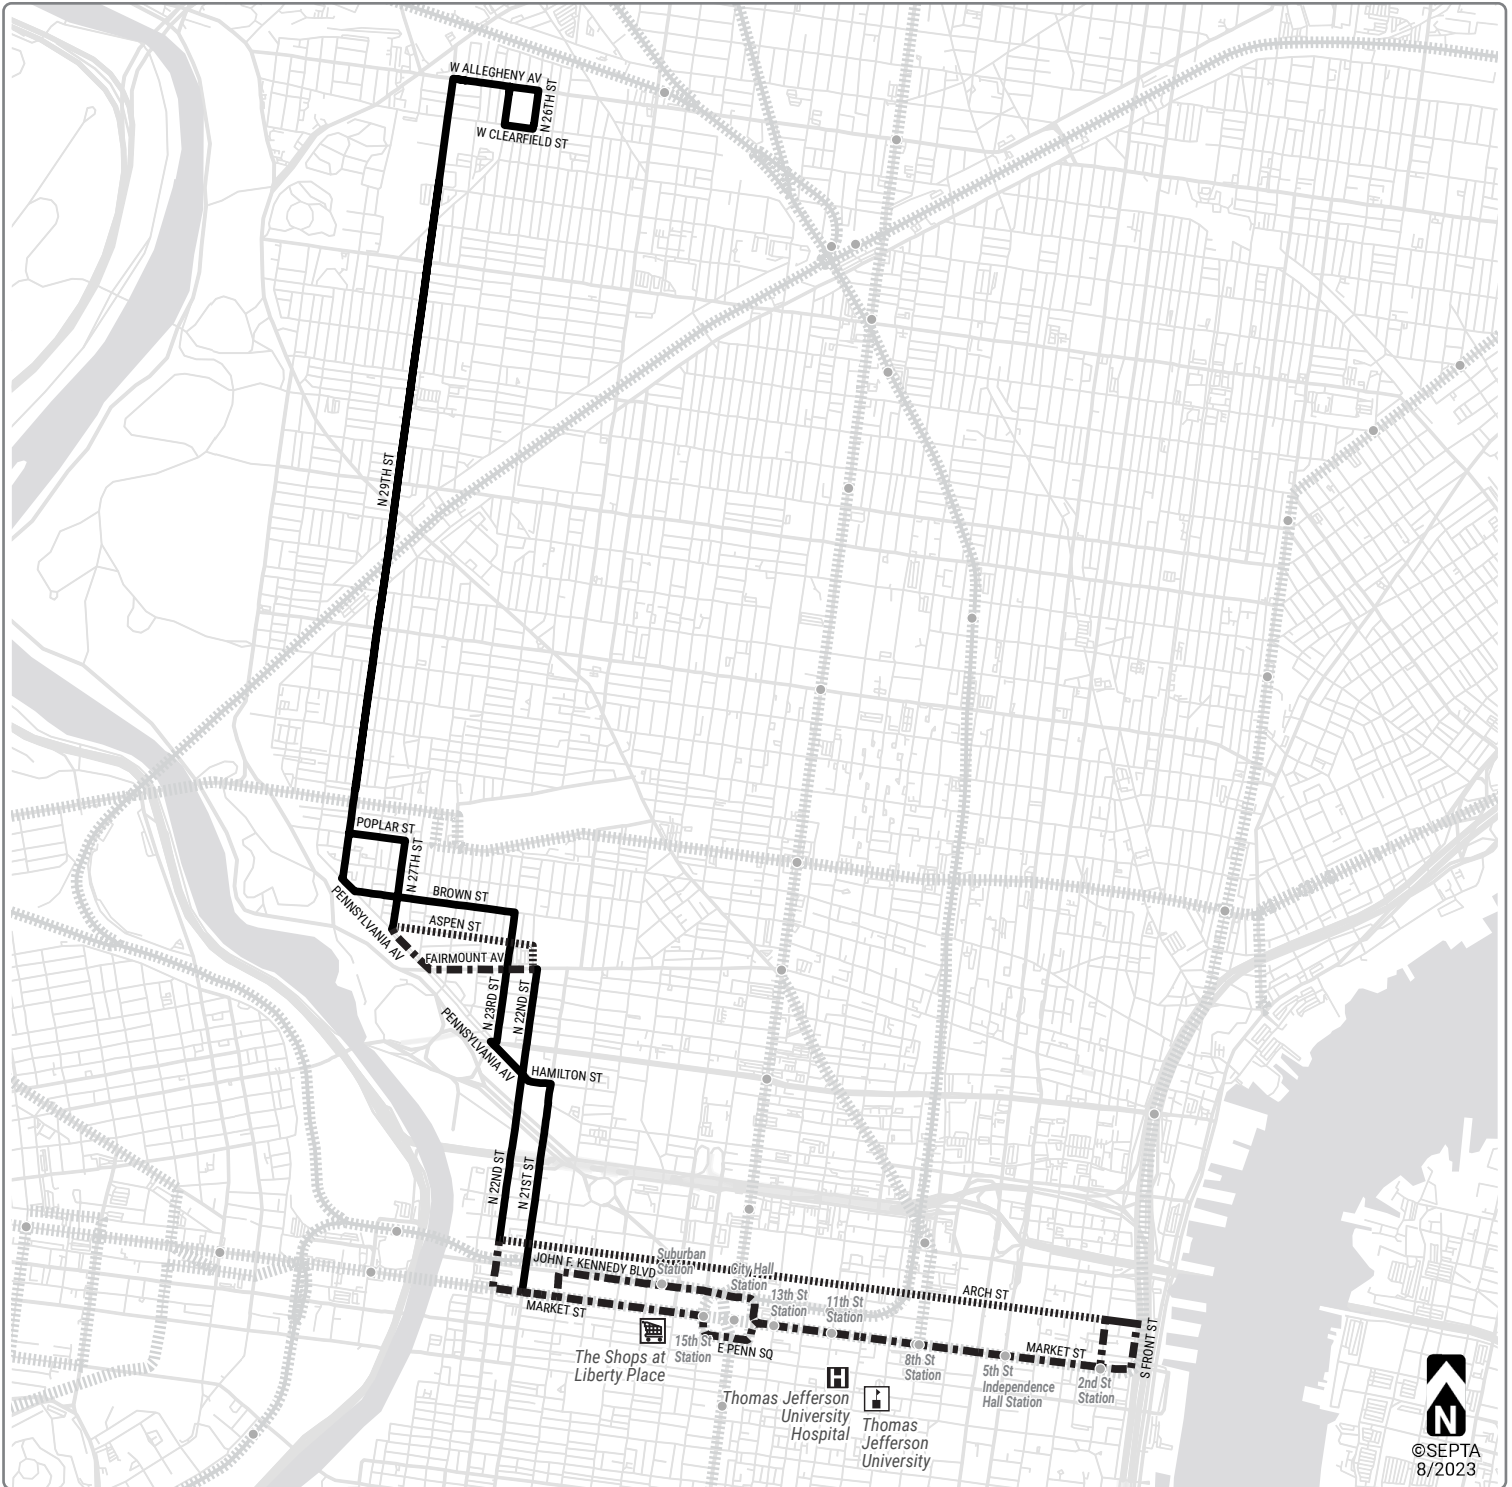 W ALLEGHENY AV
N 26TH ST
W CLEARFIELD ST
N 29TH ST
POPLAR ST
N 27TH ST
BROWN ST
PENNSYLVANIA AV
ASPEN ST
FAIRMOUNT AV
N 23RD ST
N 22ND ST
PENNSYLVANIA AV
HAMILTON ST
N 22ND ST
N 21ST ST
Suburban
Station
JOHN F. KENNEDY BLVD
City Hall
Station
13th St
Station
11th St
Station
ARCH ST
MARKET ST
15th St
Station
E PENN SQ
The Shops at
Liberty Place
8th St
Station
MARKET ST
5th St
Independence
Hall Station
2nd St
Station
S FRONT ST
H
Thomas Jefferson
University
Hospital
Thomas
Jefferson
University
N
©SEPTA
8/2023